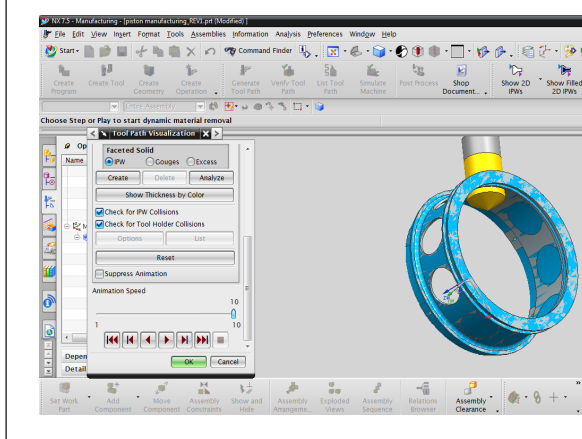 NX 7.5 - Manufacturing - [piston manufacturing_REV1.prt (Modified) ]
File Edit View Insert Format Tools Assemblies Information Analysis Preferences Window Help
Start Command Finder
Create Program Create Tool Create Geometry Create Operation Generate Tool Path Verify Tool Path List Tool Path Simulate Machine Post Process Shop Document... Show 2D IPWs Show Filled 2D IPWs
Entire Assembly
Choose Step or Play to start dynamic material removal
Tool Path Visualization
Op
Name
Faceted Solid
IPW Gouges Excess
Create Delete Analyze
Show Thickness by Color
Check for IPW Collisions
Check for Tool Holder Collisions
Options List
Reset
Suppress Animation
Animation Speed
10
1 10
Depen
Detail
OK Cancel
Set Work Part Add Component Move Component Assembly Constraints Show and Hide Assembly Arrangeme... Exploded Views Assembly Sequence Relations Browser Assembly Clearance